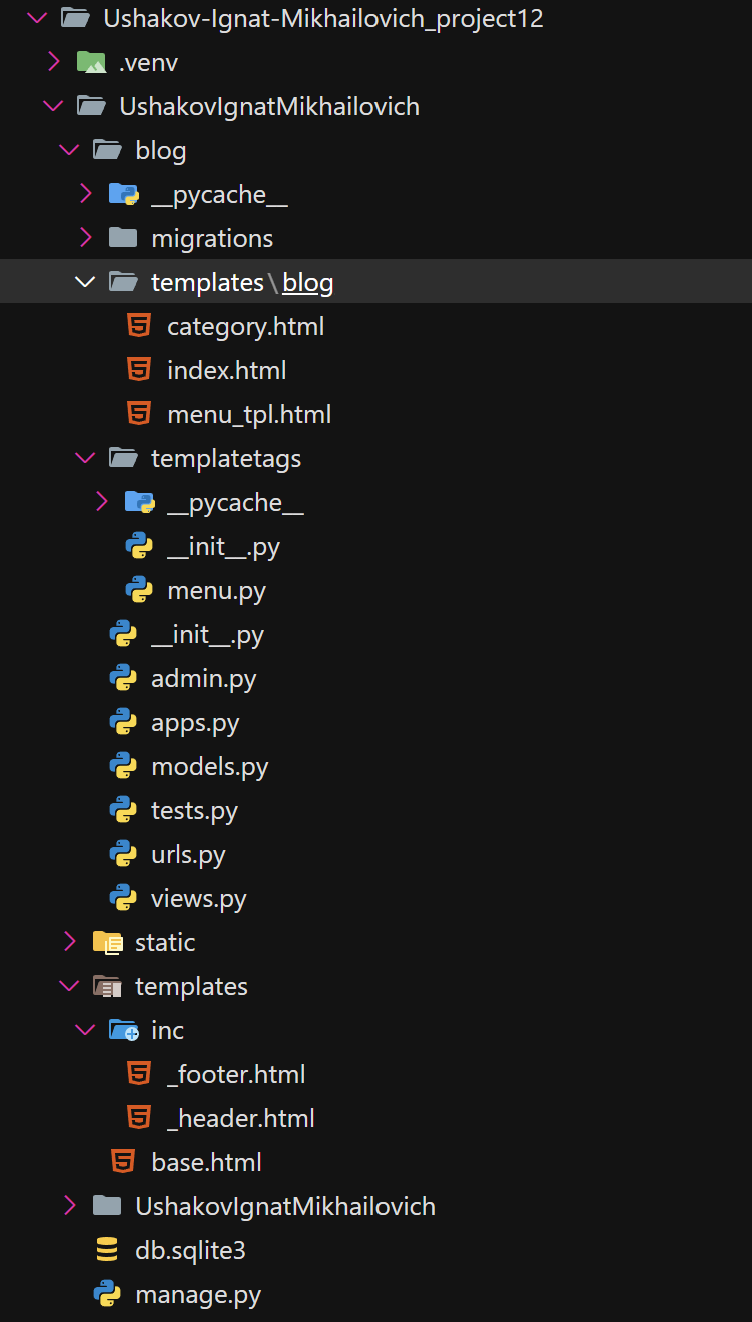 Ushakov-Ignat-Mikhailovich_project12
.venv
UshakovIgnatMikhailovich
blog
__pycache__
migrations
templates\blog
category.html
index.html
menu_tpl.html
templatetags
__pycache__
__init__.py
menu.py
__init__.py
admin.py
apps.py
models.py
tests.py
urls.py
views.py
static
templates
inc
_footer.html
_header.html
base.html
UshakovIgnatMikhailovich
db.sqlite3
manage.py